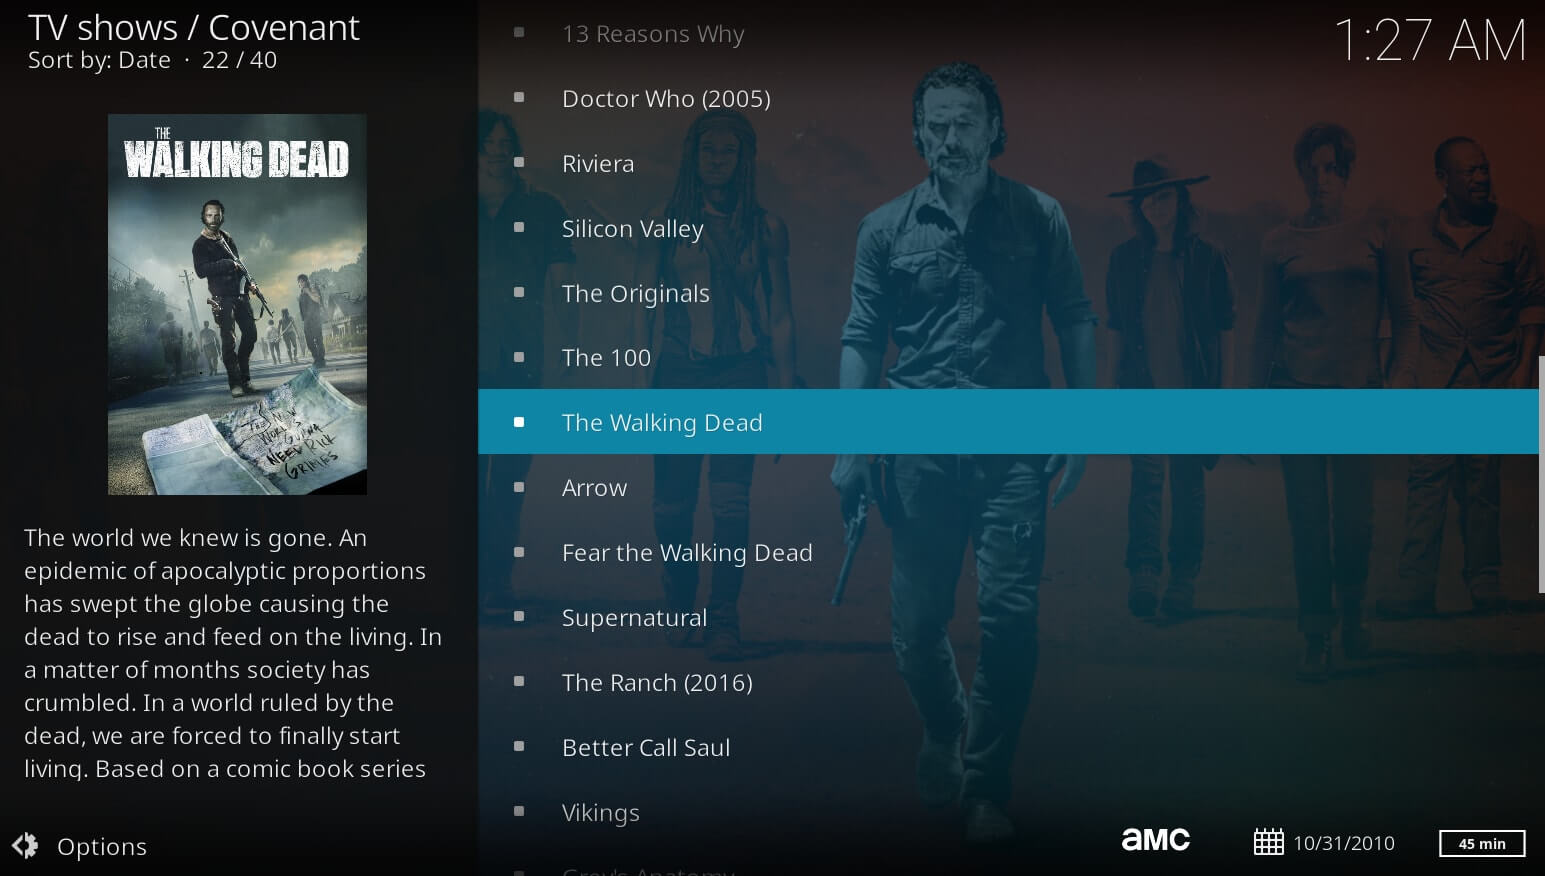 TV shows / Covenant
Sort by: Date · 22 / 40
1:27 AM
THE
WALKING DEAD
THE NEW
WORLD'S
GONNA
NEED RICK
GRIMES
The world we knew is gone. An
epidemic of apocalyptic proportions
has swept the globe causing the
dead to rise and feed on the living. In
a matter of months society has
crumbled. In a world ruled by the
dead, we are forced to finally start
living. Based on a comic book series
Options
13 Reasons Why
Doctor Who (2005)
Riviera
Silicon Valley
The Originals
The 100
The Walking Dead
Arrow
Fear the Walking Dead
Supernatural
The Ranch (2016)
Better Call Saul
Vikings
Grey's Anatomy
amc
10/31/2010
45 min